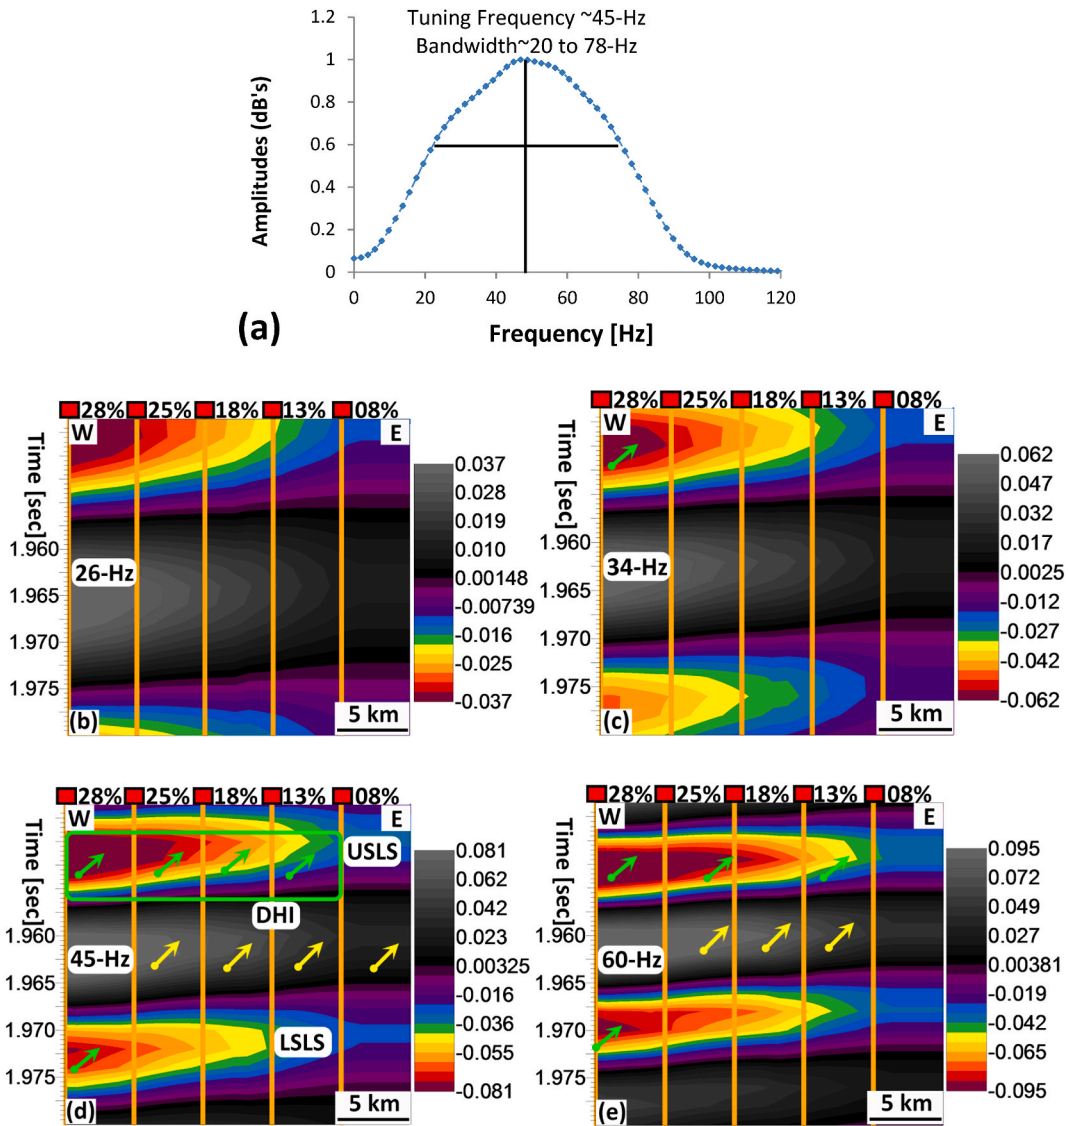 Tuning Frequency ~45-Hz
Bandwidth~20 to 78-Hz
1.2
1
0.8
0.6
0.4
0.2
0
Amplitudes (dB's)
0 20 40 60 80 100 120
Frequency [Hz]
(a)
28% 25% 18% 13% 08%
W E
Time [sec]
1.960
1.965
1.970
1.975
26-Hz
(b)
5 km
0.037
0.028
0.019
0.010
0.00148
-0.00739
-0.016
-0.025
-0.037
28% 25% 18% 13% 08%
W E
Time [sec]
1.960
1.965
1.970
1.975
34-Hz
(c)
5 km
0.062
0.047
0.032
0.017
0.0025
-0.012
-0.027
-0.042
-0.062
28% 25% 18% 13% 08%
W E
Time [sec]
1.960
1.965
1.970
1.975
USLS
DHI
45-Hz
LSLS
(d)
5 km
0.081
0.062
0.042
0.023
0.00325
-0.016
-0.036
-0.055
-0.081
28% 25% 18% 13% 08%
W E
Time [sec]
1.960
1.965
1.970
1.975
60-Hz
(e)
5 km
0.095
0.072
0.049
0.027
0.00381
-0.019
-0.042
-0.065
-0.095